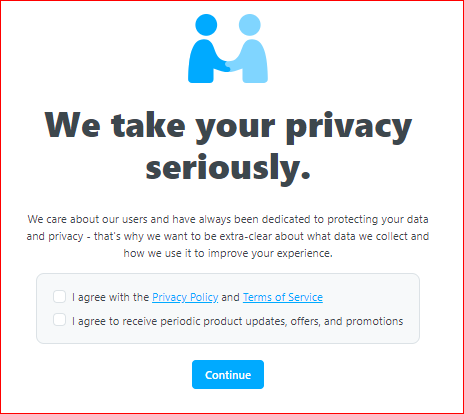 We take your privacy
seriously.
We care about our users and have always been dedicated to protecting your data
and privacy - that's why we want to be extra-clear about what data we collect and
how we use it to improve your experience.
I agree with the Privacy Policy and Terms of Service
I agree to receive periodic product updates, offers, and promotions
Continue